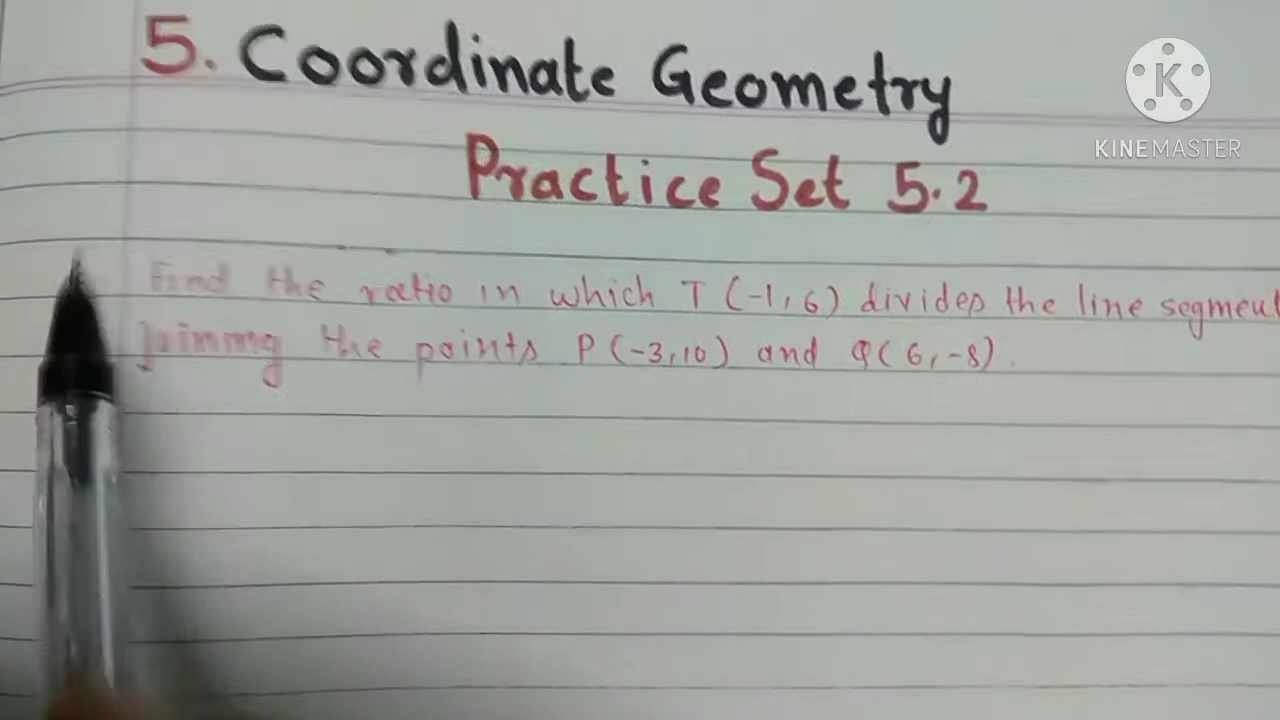 5. Coordinate Geometry
KINEMASTER
Practice Set 5.2
Find the ratio in which T (-1, 6) divides the line segment
Joining the points P (-3, 10) and Q( 6, -8).